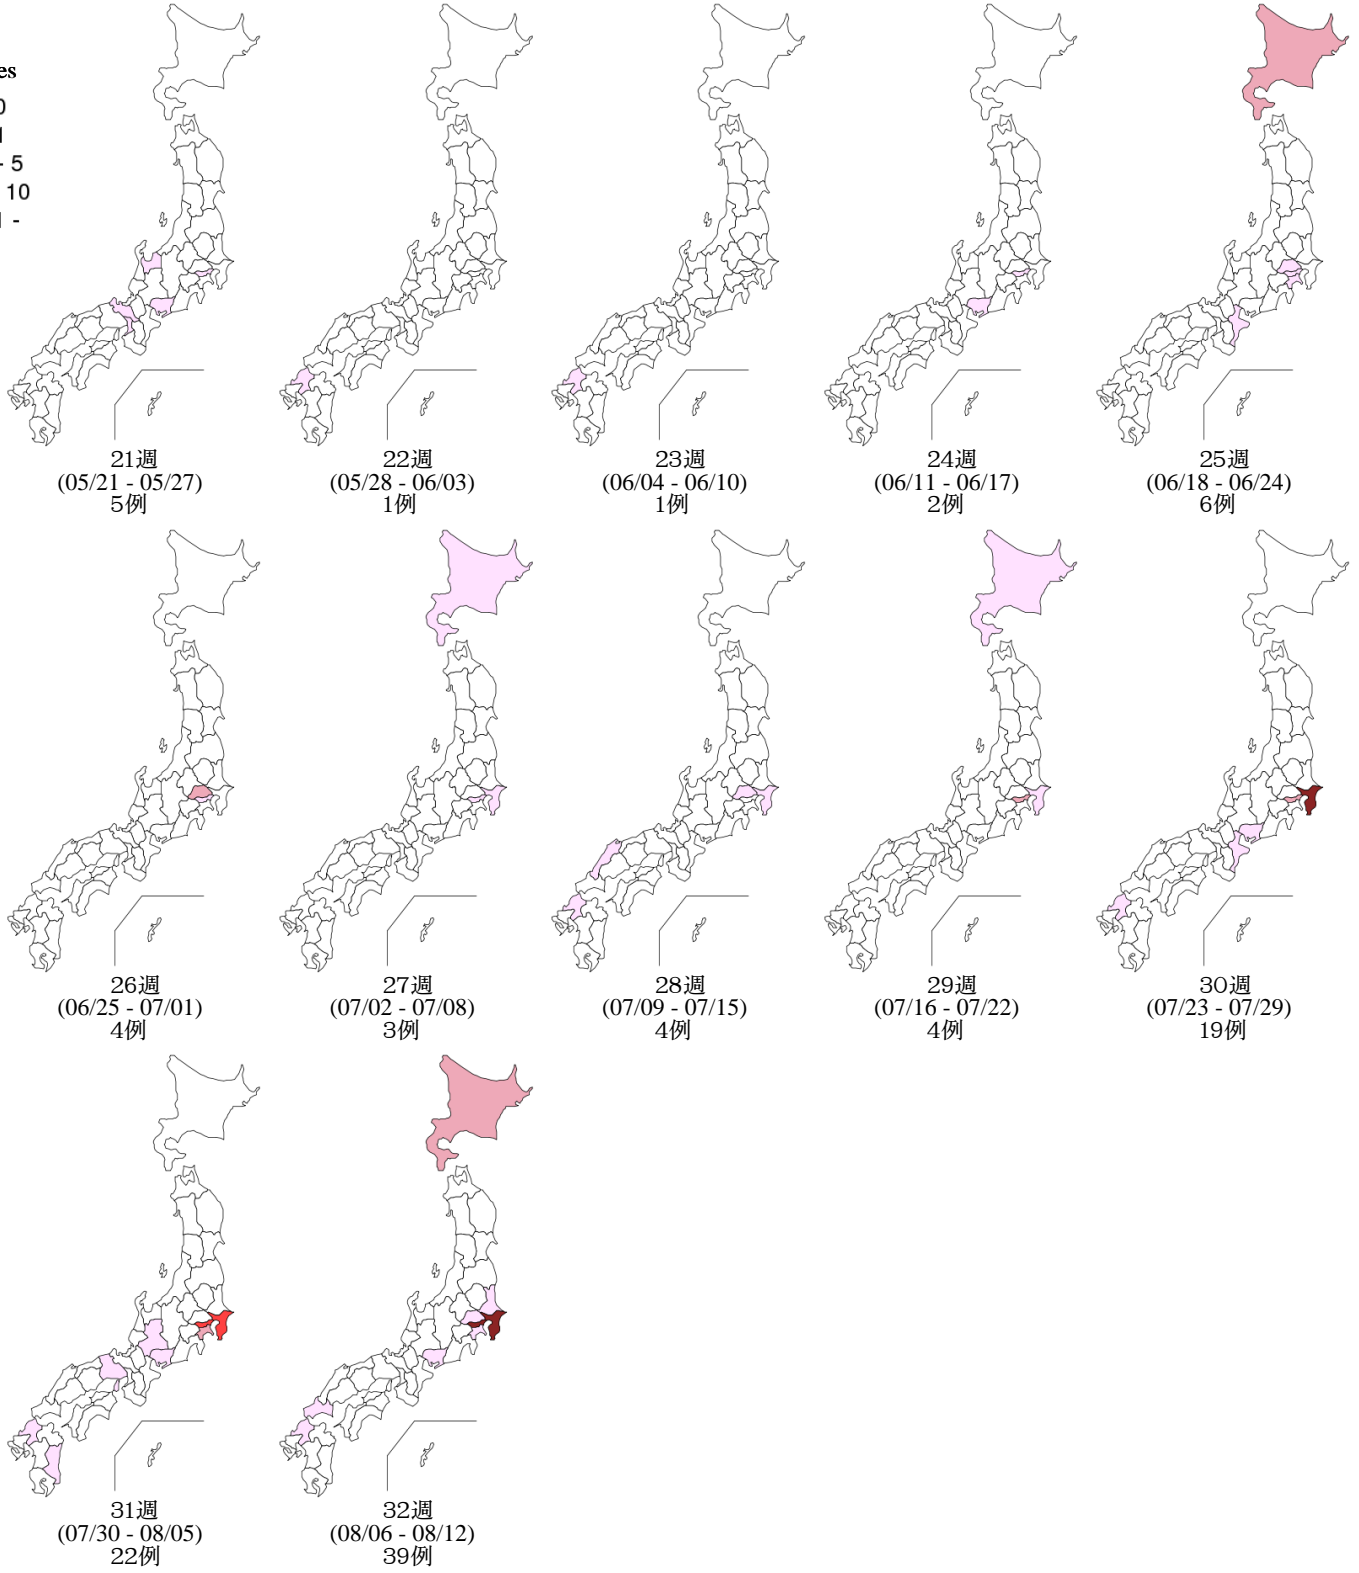 es
0
1
- 5
10
1 -
21週
(05/21 - 05/27)
5例
22週
(05/28 - 06/03)
1例
23週
(06/04 - 06/10)
1例
24週
(06/11 - 06/17)
2例
25週
(06/18 - 06/24)
6例
26週
(06/25 - 07/01)
4例
27週
(07/02 - 07/08)
3例
28週
(07/09 - 07/15)
4例
29週
(07/16 - 07/22)
4例
30週
(07/23 - 07/29)
19例
31週
(07/30 - 08/05)
22例
32週
(08/06 - 08/12)
39例